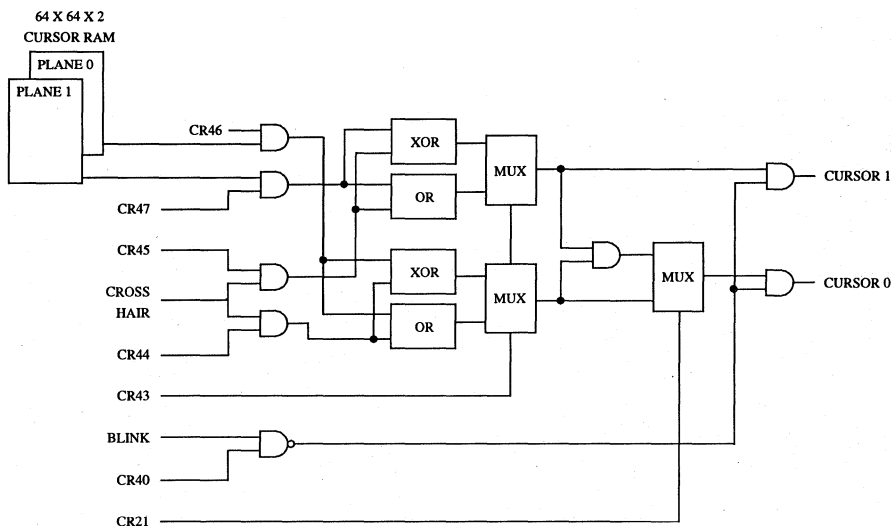 64 X 64 X 2
CURSOR RAM
PLANE 0
PLANE 1
CR46
XOR
MUX
CURSOR 1
OR
CR47
CR45
XOR
MUX
MUX
CURSOR 0
CROSS
HAIR
OR
CR44
CR43
BLINK
CR40
CR21